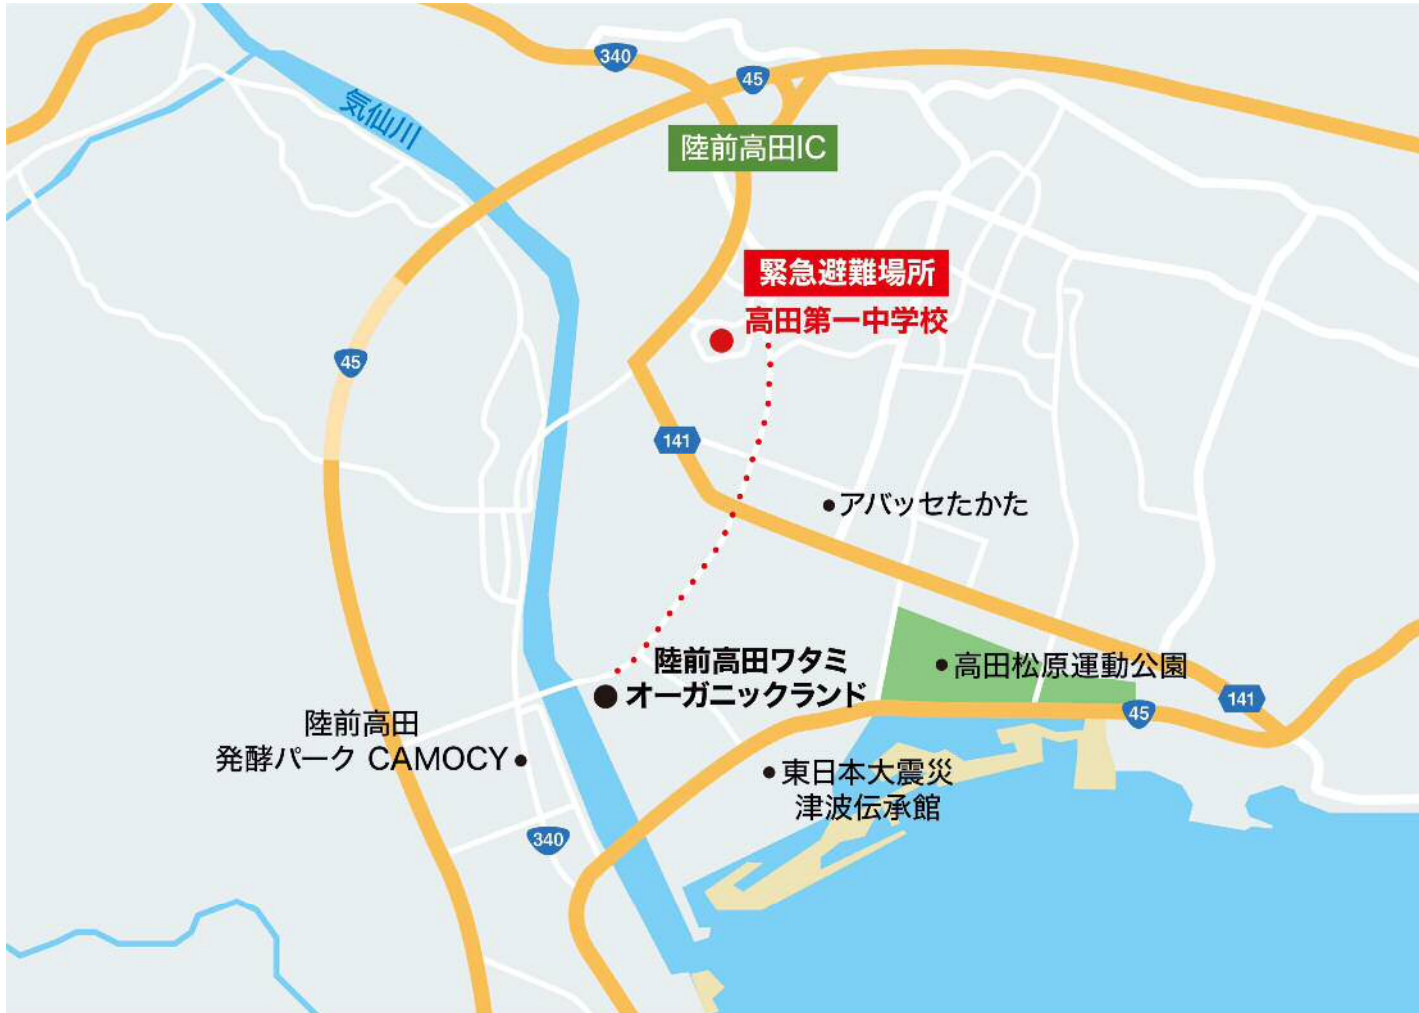 340
45
気仙川
陸前高田IC
緊急避難場所
高田第一中学校
45
141
アバッセたかた
陸前高田ワタミ
オーガニックランド
高田松原運動公園
141
45
陸前高田
発酵パーク CAMOCY
東日本大震災
津波伝承館
340